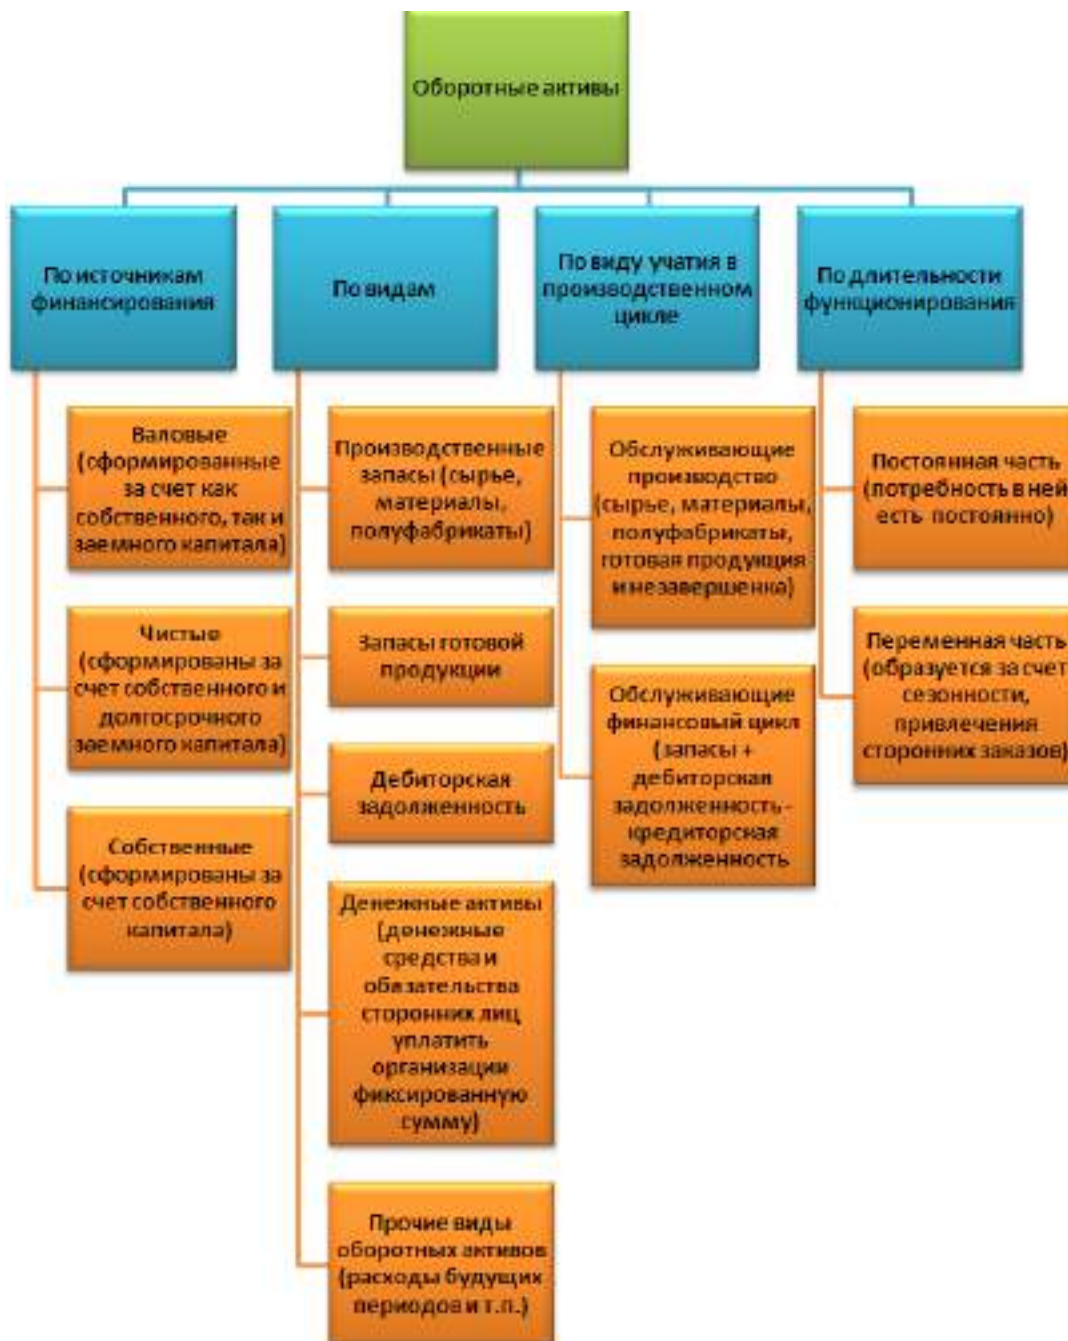 Оборотные активы
По источникам
финансирования
Валовые
(сформированные
за счет как
собственного, так и
заемного капитала)
Чистые
(сформированы за
счет собственного и
долгосрочного
заемного капитала)
Собственные
(сформированы за
счет собственного
капитала)
По видам
Производственные
запасы (сырье,
материалы,
полуфабрикаты)
Запасы готовой
продукции
Дебиторская
задолженность
Денежные активы
(денежные
средства и
обязательства
сторонних лиц
уплатить
организации
фиксированную
сумму)
Прочие виды
оборотных активов
(расходы будущих
периодов и т.п.)
По виду учатия в
производственном
цикле
Обслуживающие
производство
(сырье, материалы,
полуфабрикаты,
готовая продукция
и незавершенка)
Обслуживающие
финансовый цикл
(запасы +
дебиторская
задолженность-
кредиторская
задолженность
По длительности
функционирования
Постоянная часть
(потребность в ней
есть постоянно)
Переменная часть
(образуется за счет
сезонности,
привлечения
сторонних заказов)